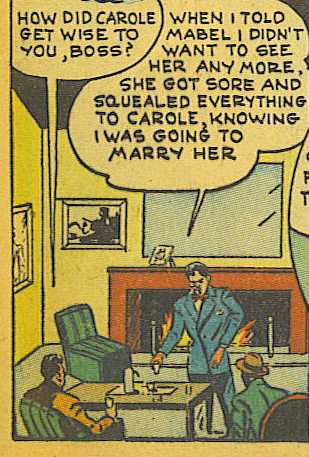 HOW DID CAROLE
GET WISE TO
YOU, BOSS?
WHEN I TOLD
MABEL I DIDN'T
WANT TO SEE
HER ANY MORE,
SHE GOT SORE AND
SQUEALED EVERYTHING
TO CAROLE, KNOWING
I WAS GOING TO
MARRY HER